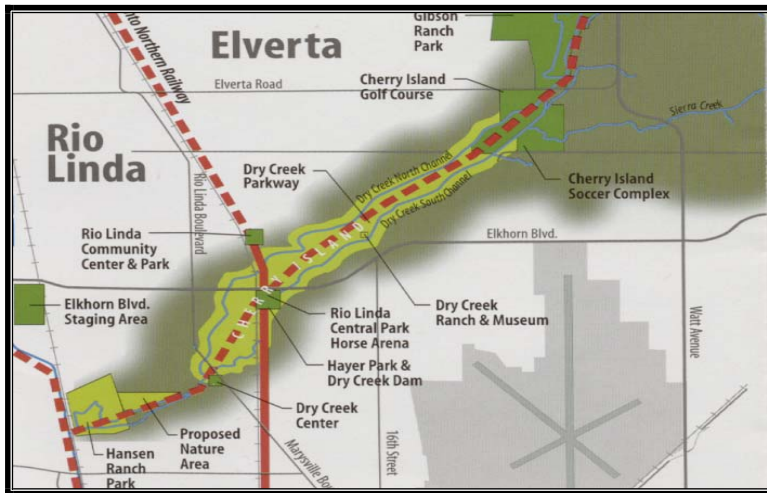 Gibson
Ranch
Park
Elverta
Cherry Island
Golf Course
Elverta Road
Northern Railway
Sierra Creek
Rio
Linda
Dry Creek
Parkway
Dry Creek North Channel
Dry Creek South Channel
Cherry Island
Soccer Complex
Rio Linda Boulevard
Rio Linda
Community
Center & Park
CHERRY ISLAND
Elkhorn Blvd.
Elkhorn Blvd.
Staging Area
Rio Linda
Central Park
Horse Arena
Dry Creek
Ranch & Museum
Watt Avenue
Hayer Park &
Dry Creek Dam
Dry Creek
Center
Proposed
Nature
Area
Hansen
Ranch
Park
Marysville
16th Street